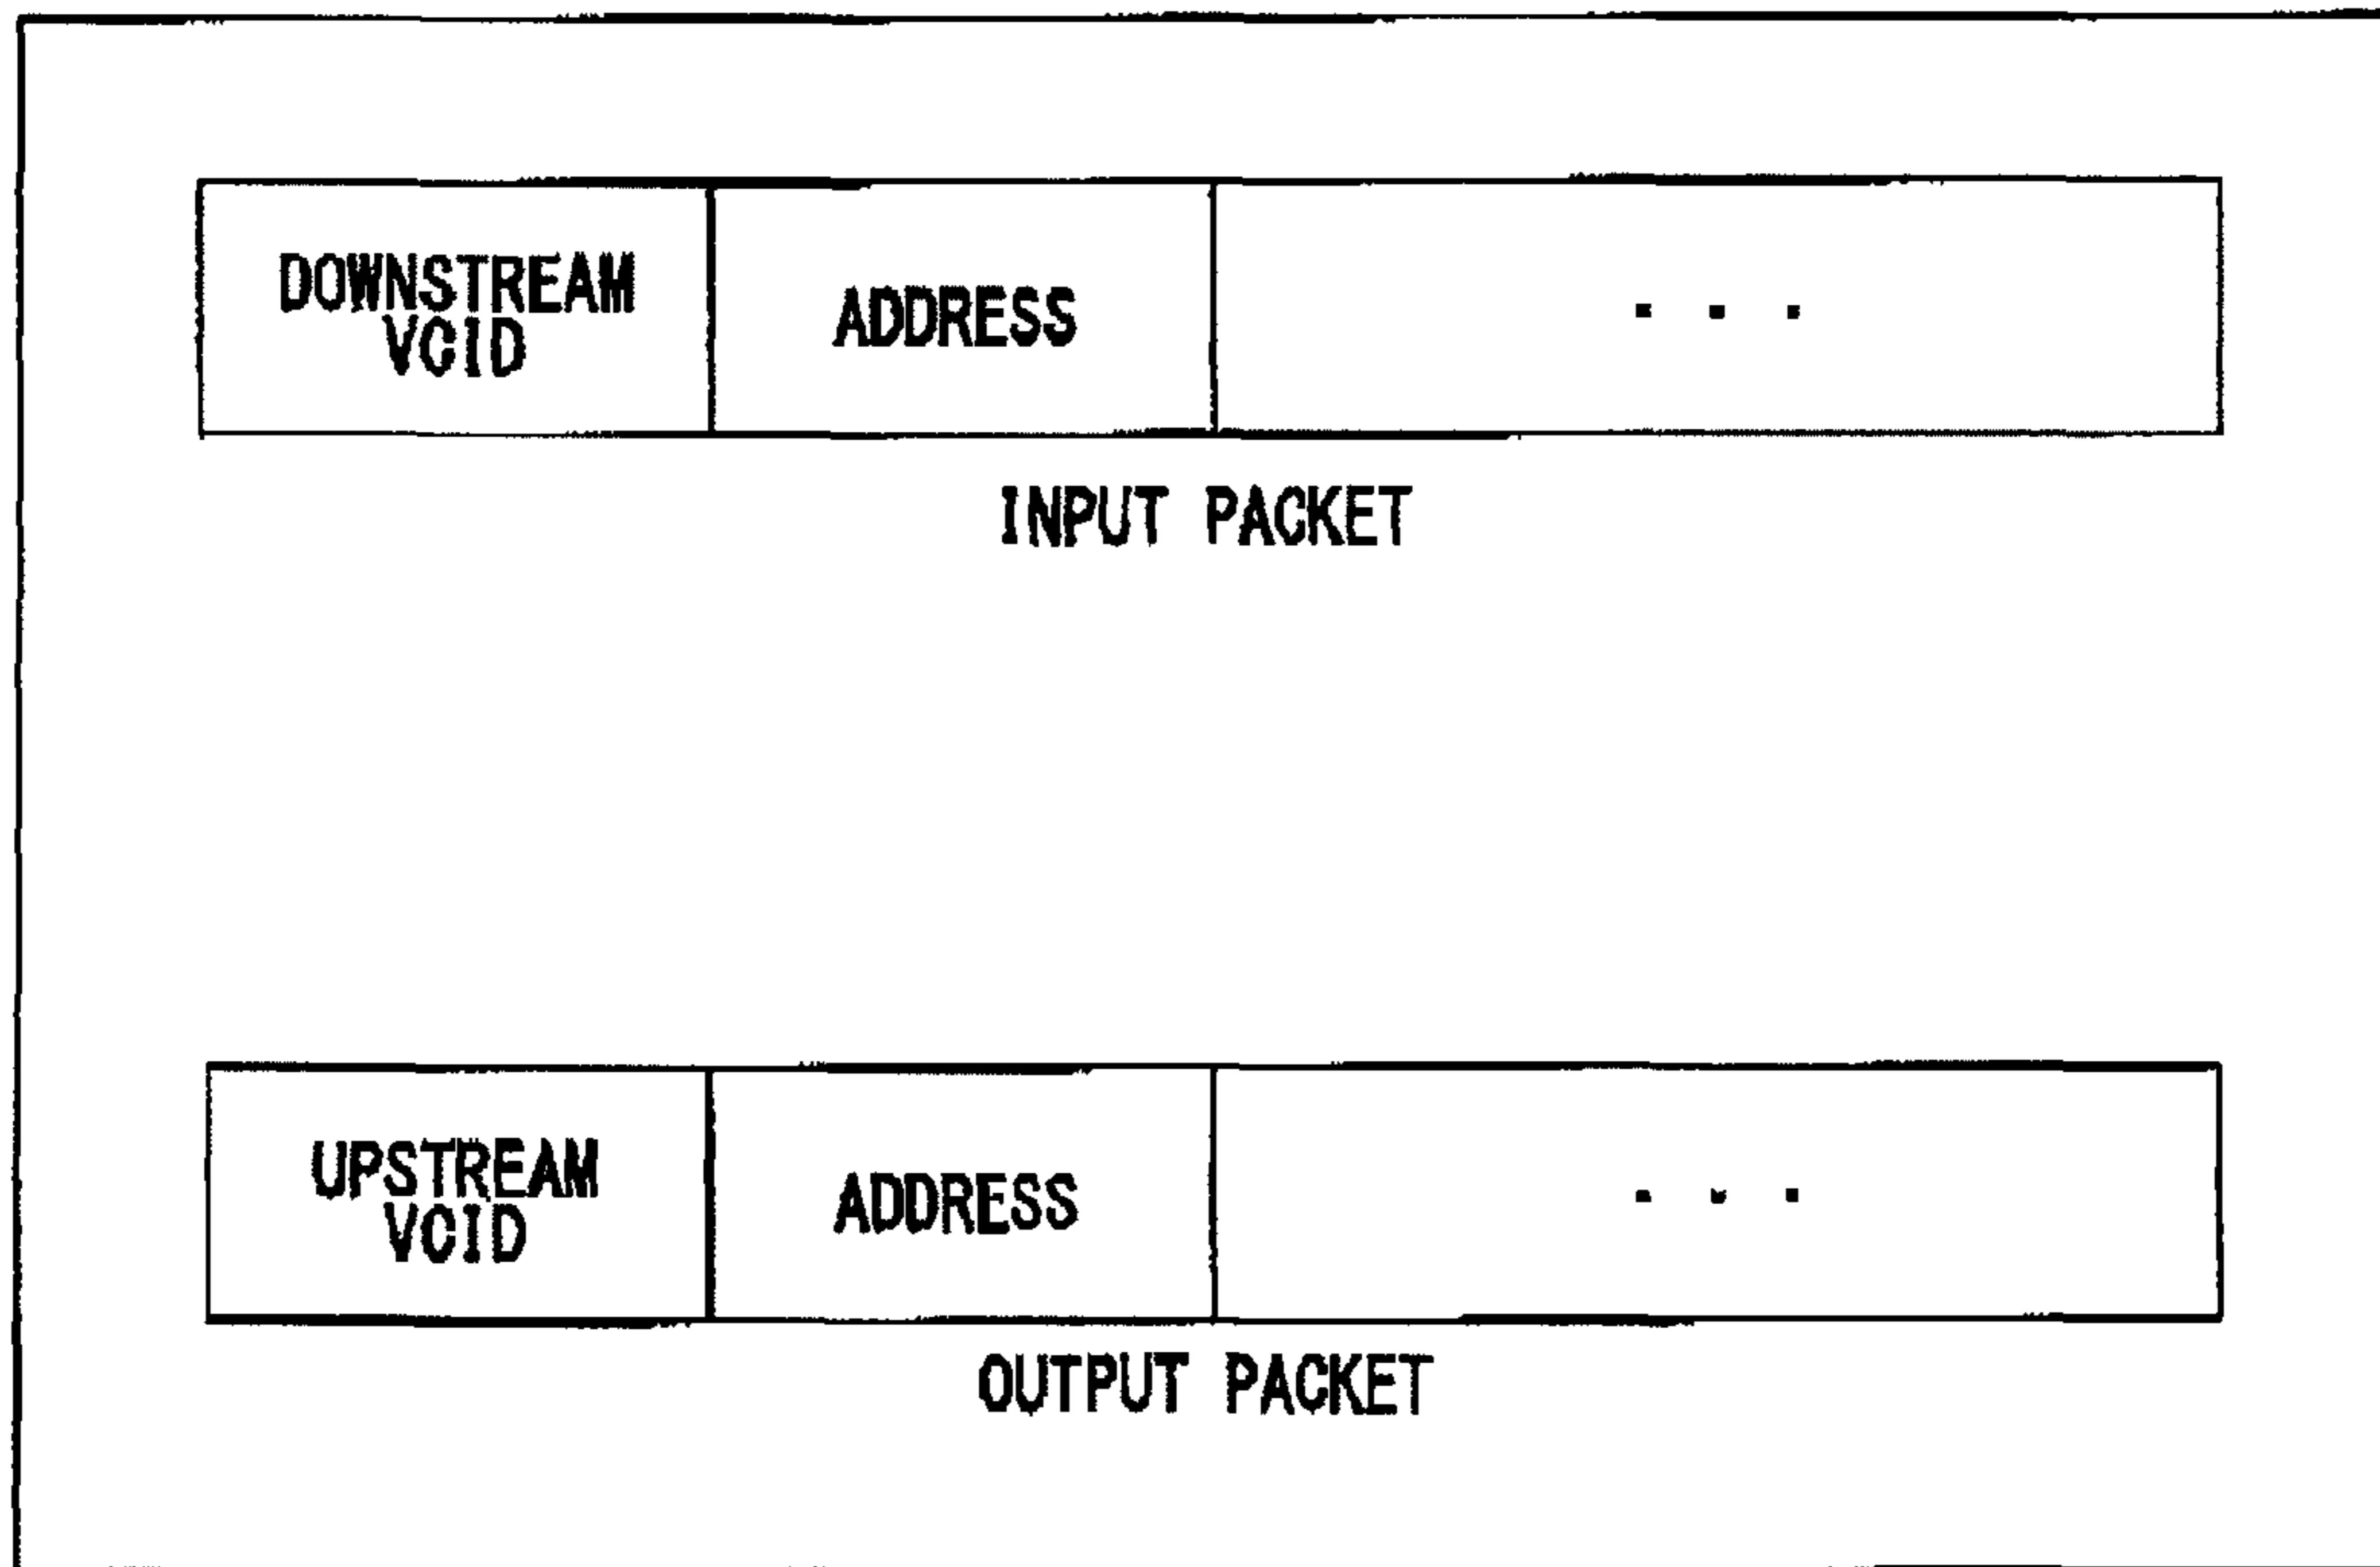 DOWNSTREAM
VCID
ADDRESS
. . .
INPUT PACKET
UPSTREAM
VCID
ADDRESS
. . .
OUTPUT PACKET